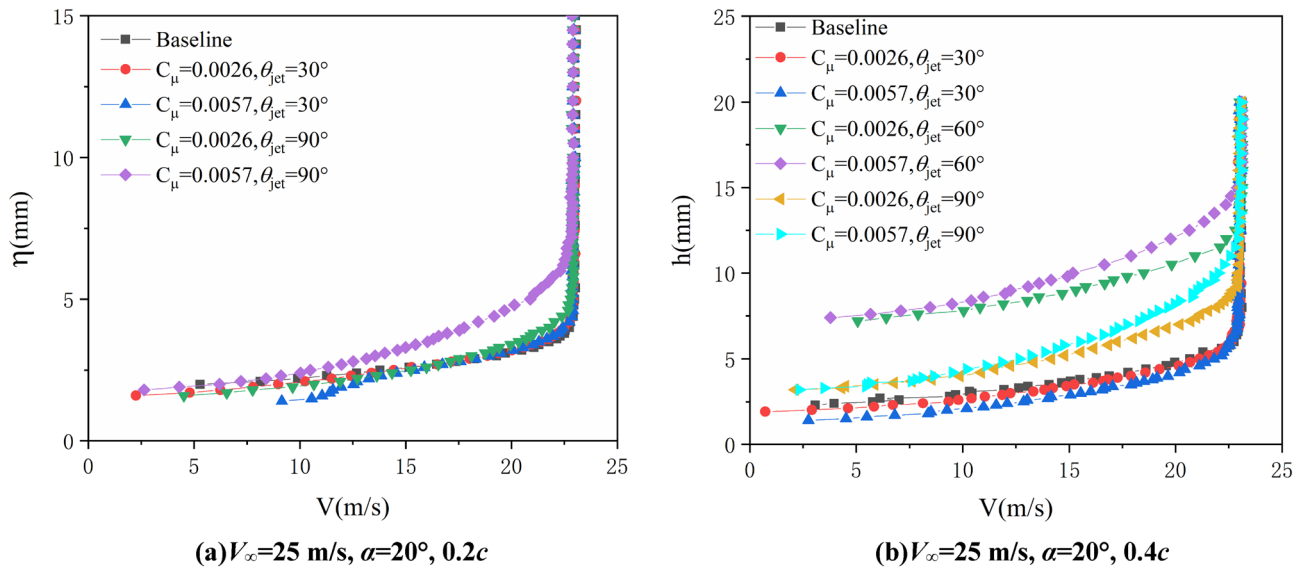 15
10
5
0
η(mm)
Baseline
Cμ=0.0026,θjet=30°
Cμ=0.0057,θjet=30°
Cμ=0.0026,θjet=90°
Cμ=0.0057,θjet=90°
0 5 10 15 20 25
V(m/s)
(a)V∞=25 m/s, α=20°, 0.2c
25
20
15
10
5
0
h(mm)
Baseline
Cμ=0.0026,θjet=30°
Cμ=0.0057,θjet=30°
Cμ=0.0026,θjet=60°
Cμ=0.0057,θjet=60°
Cμ=0.0026,θjet=90°
Cμ=0.0057,θjet=90°
0 5 10 15 20 25
V(m/s)
(b)V∞=25 m/s, α=20°, 0.4c